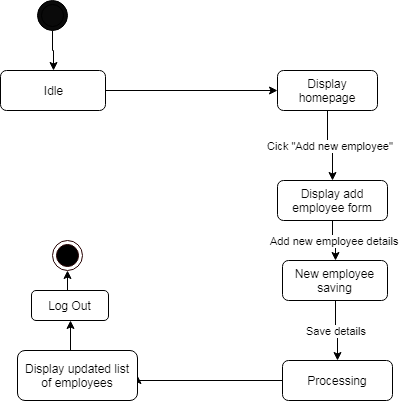 Idle
Display
homepage
Cick "Add new employee"
Display add
employee form
Add new employee details
New employee
saving
Save details
Log Out
Display updated list
of employees
Processing